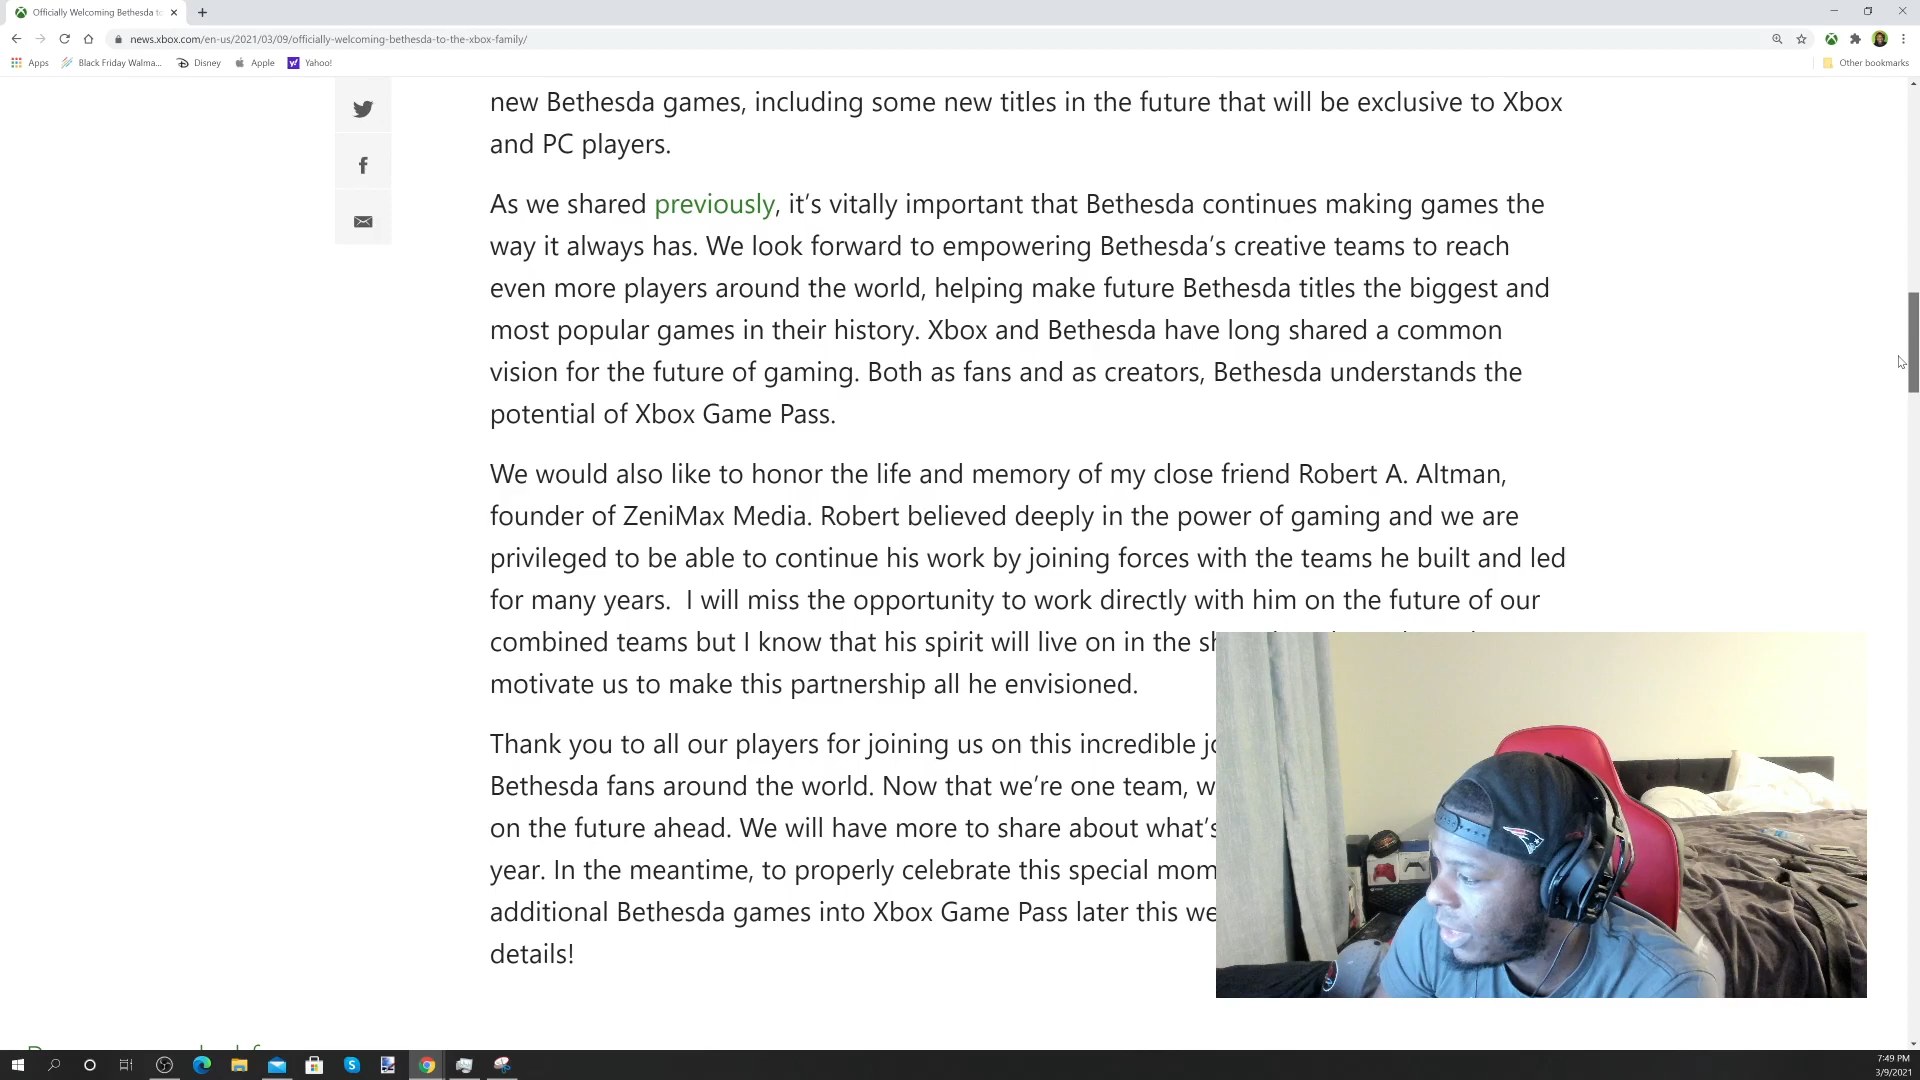 Officially Welcoming Bethesda to
news.xbox.com/en-us/2021/03/09/officially-welcoming-bethesda-to-the-xbox-family/
Apps Black Friday Walma... Disney Apple Yahoo! Other bookmarks
new Bethesda games, including some new titles in the future that will be exclusive to Xbox
and PC players.
As we shared previously, it’s vitally important that Bethesda continues making games the
way it always has. We look forward to empowering Bethesda’s creative teams to reach
even more players around the world, helping make future Bethesda titles the biggest and
most popular games in their history. Xbox and Bethesda have long shared a common
vision for the future of gaming. Both as fans and as creators, Bethesda understands the
potential of Xbox Game Pass.
We would also like to honor the life and memory of my close friend Robert A. Altman,
founder of ZeniMax Media. Robert believed deeply in the power of gaming and we are
privileged to be able to continue his work by joining forces with the teams he built and led
for many years.  I will miss the opportunity to work directly with him on the future of our
combined teams but I know that his spirit will live on in the
motivate us to make this partnership all he envisioned.
Thank you to all our players for joining us on this incredible
Bethesda fans around the world. Now that we’re one team,
on the future ahead. We will have more to share about what’s
year. In the meantime, to properly celebrate this special
additional Bethesda games into Xbox Game Pass later this
details!
7:49 PM
3/9/2021